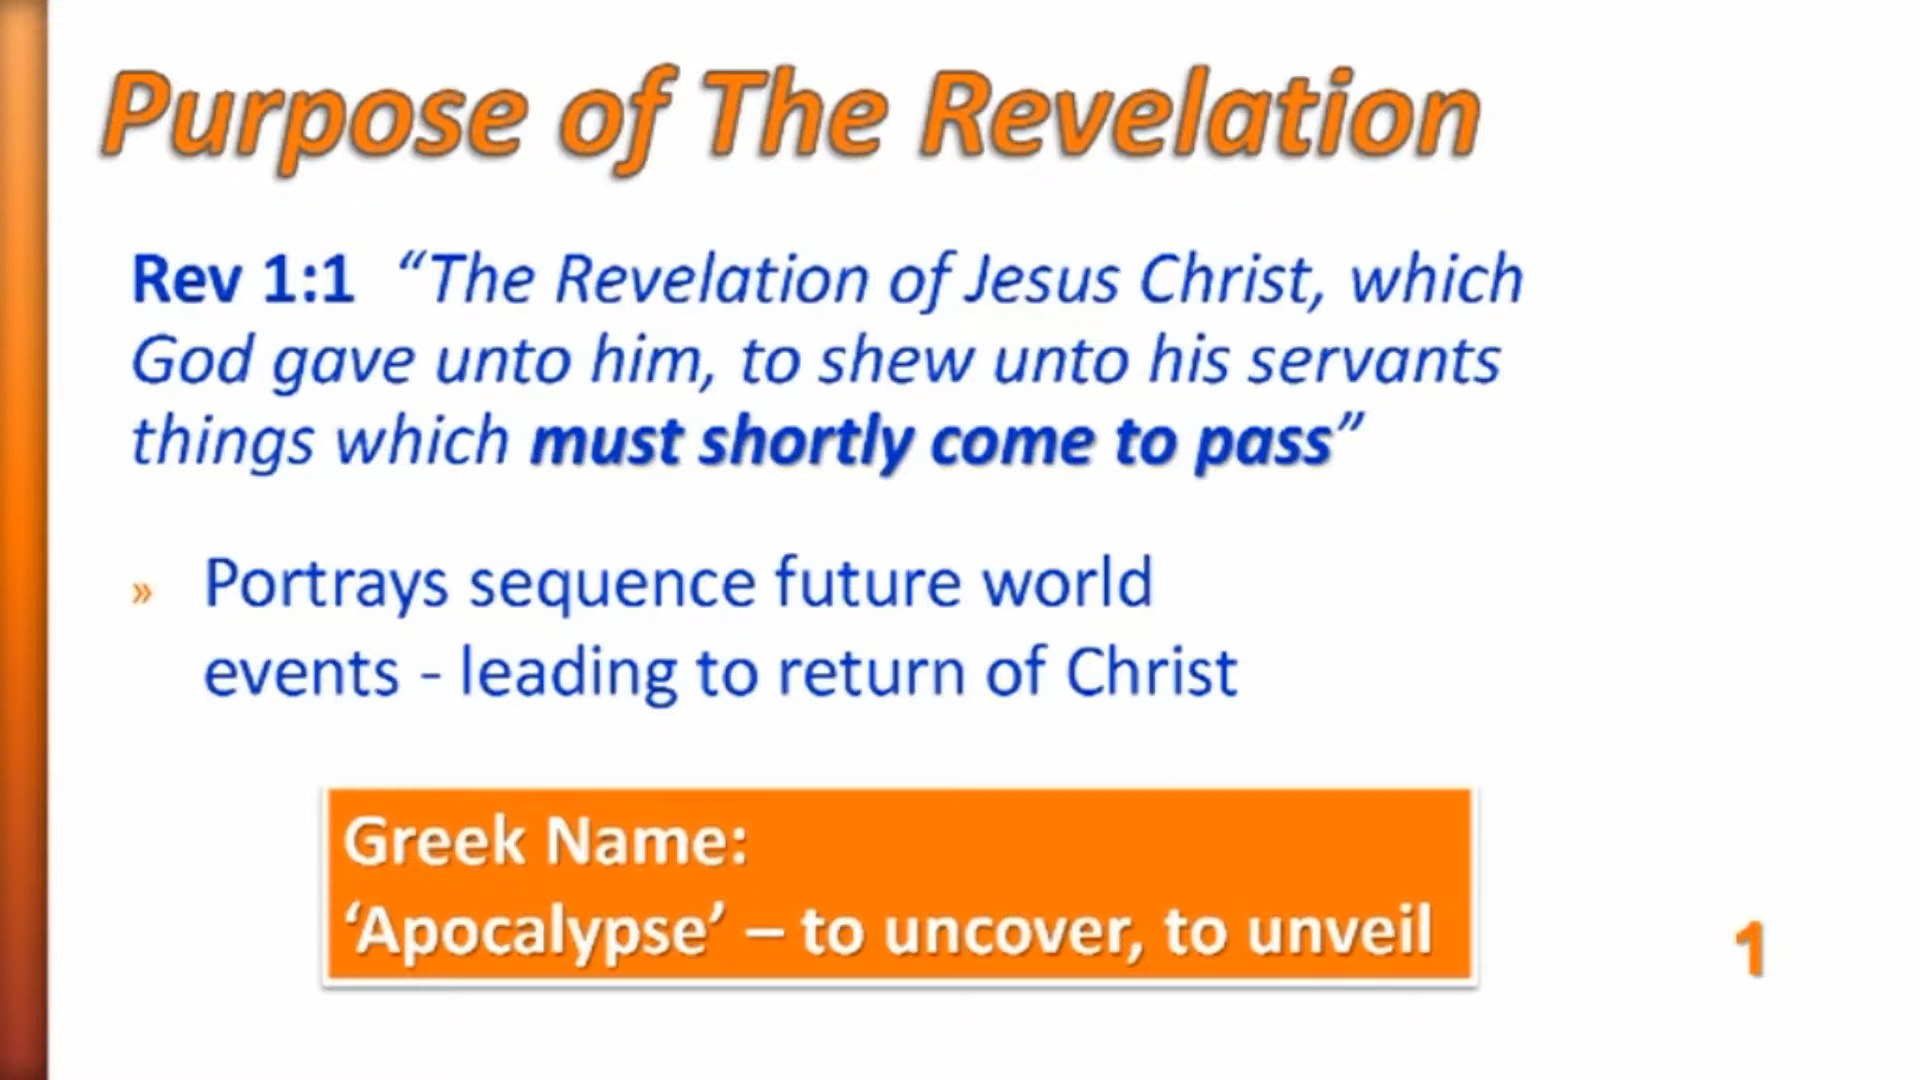 Purpose of The Revelation
Rev 1:1 “The Revelation of Jesus Christ, which
God gave unto him, to shew unto his servants
things which must shortly come to pass”
» Portrays sequence future world
events - leading to return of Christ
Greek Name:
‘Apocalypse’ – to uncover, to unveil
1